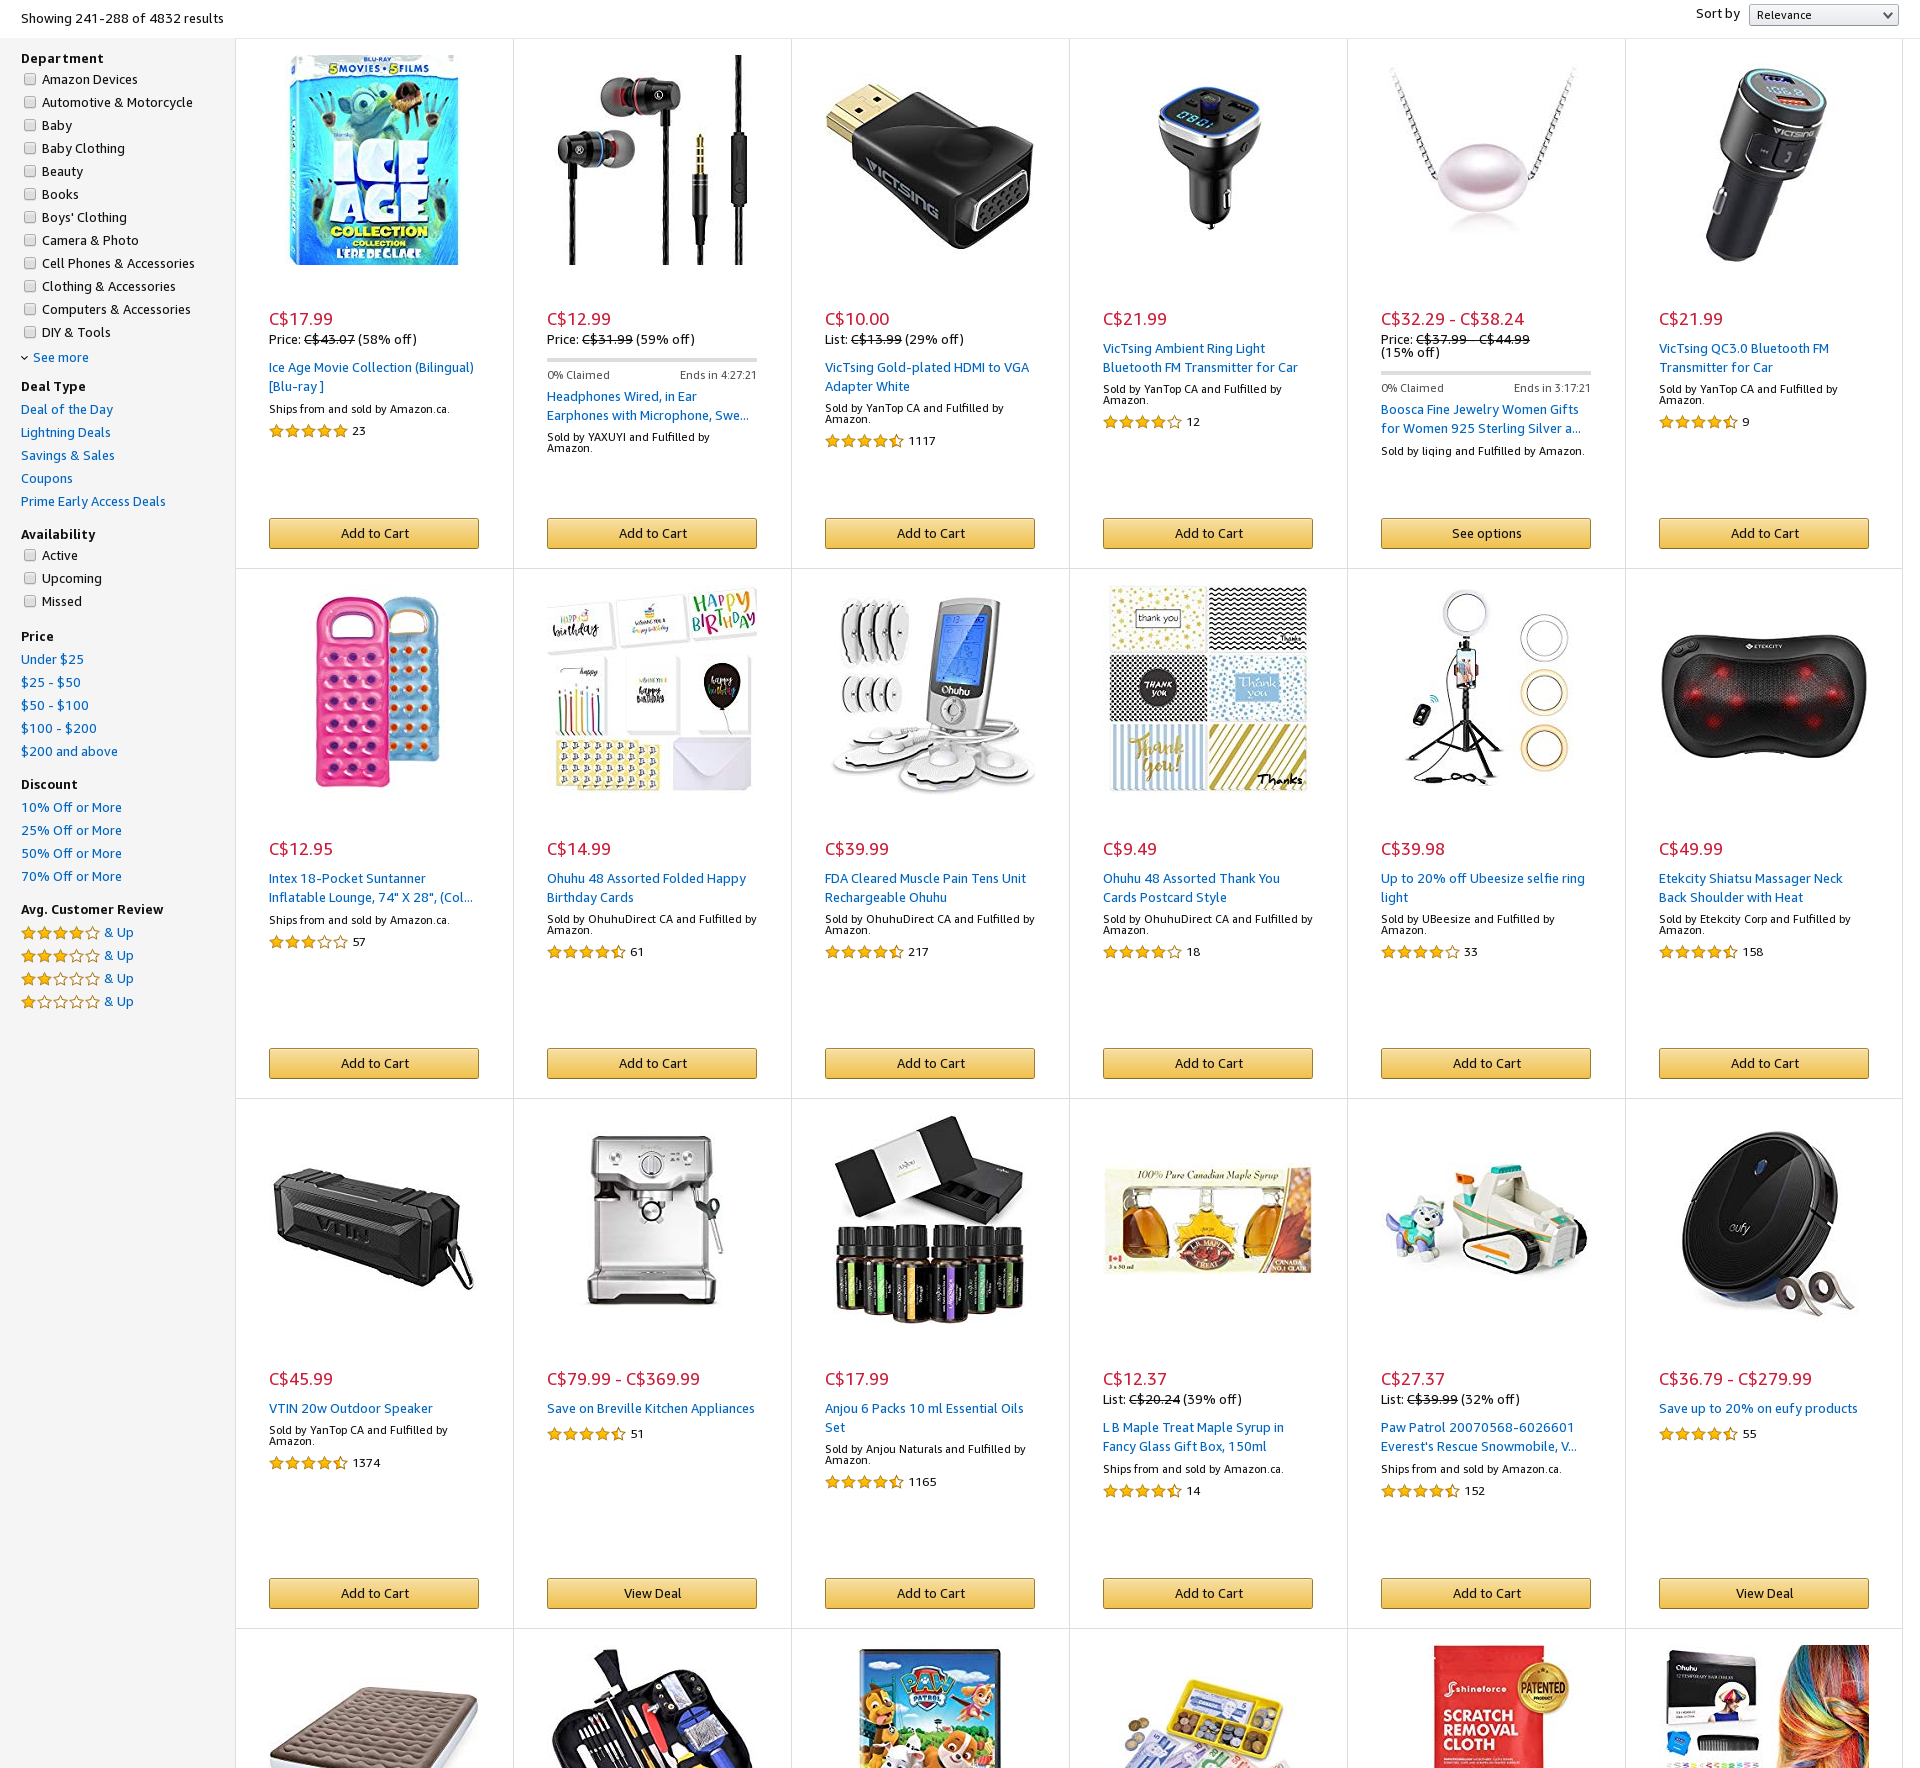 Showing 241-288 of 4832 results
Sort by
Relevance
Department
Amazon Devices
Automotive & Motorcycle
Baby
Baby Clothing
Beauty
Books
Boys' Clothing
Camera & Photo
Cell Phones & Accessories
Clothing & Accessories
Computers & Accessories
DIY & Tools
See more
Deal Type
Deal of the Day
Lightning Deals
Savings & Sales
Coupons
Prime Early Access Deals
Availability
Active
Upcoming
Missed
Price
Under $25
$25 - $50
$50 - $100
$100 - $200
$200 and above
Discount
10% Off or More
25% Off or More
50% Off or More
70% Off or More
Avg. Customer Review
& Up
& Up
& Up
& Up
BLU-RAY
5 MOVIES • 5 FILMS
ICE
AGE
COLLECTION
COLLECTION
L'ÈRE DE GLACE
C$17.99
Price: C$43.07 (58% off)
Ice Age Movie Collection (Bilingual)
[Blu-ray ]
Ships from and sold by Amazon.ca.
23
Add to Cart
L
R
C$12.99
Price: C$31.99 (59% off)
0% Claimed
Ends in 4:27:21
Headphones Wired, in Ear
Earphones with Microphone, Swe...
Sold by YAXUYI and Fulfilled by
Amazon.
Add to Cart
VICTSING
C$10.00
List: C$13.99 (29% off)
VicTsing Gold-plated HDMI to VGA
Adapter White
Sold by YanTop CA and Fulfilled by
Amazon.
1117
Add to Cart
C$21.99
VicTsing Ambient Ring Light
Bluetooth FM Transmitter for Car
Sold by YanTop CA and Fulfilled by
Amazon.
12
Add to Cart
C$32.29 - C$38.24
Price: C$37.99 - C$44.99
(15% off)
0% Claimed
Ends in 3:17:21
Boosca Fine Jewelry Women Gifts
for Women 925 Sterling Silver a...
Sold by liqing and Fulfilled by Amazon.
See options
106.8
VICTSING
C$21.99
VicTsing QC3.0 Bluetooth FM
Transmitter for Car
Sold by YanTop CA and Fulfilled by
Amazon.
9
Add to Cart
C$12.95
Intex 18-Pocket Suntanner
Inflatable Lounge, 74" X 28", (Col...
Ships from and sold by Amazon.ca.
57
Add to Cart
HAPPY
birthday
WISHING YOU A
happy birthday
HAPPY
BIRTHDAY
happy
WISHING YOU A
happy
birthday
happy
birthday
C$14.99
Ohuhu 48 Assorted Folded Happy
Birthday Cards
Sold by OhuhuDirect CA and Fulfilled by
Amazon.
61
Add to Cart
Ohuhu
C$39.99
FDA Cleared Muscle Pain Tens Unit
Rechargeable Ohuhu
Sold by OhuhuDirect CA and Fulfilled by
Amazon.
217
Add to Cart
thank you
Thanks
THANK
YOU
Thank
you
Thank
You!
Thanks
C$9.49
Ohuhu 48 Assorted Thank You
Cards Postcard Style
Sold by OhuhuDirect CA and Fulfilled by
Amazon.
18
Add to Cart
C$39.98
Up to 20% off Ubeesize selfie ring
light
Sold by UBeesize and Fulfilled by
Amazon.
33
Add to Cart
ETEKCITY
C$49.99
Etekcity Shiatsu Massager Neck
Back Shoulder with Heat
Sold by Etekcity Corp and Fulfilled by
Amazon.
158
Add to Cart
VTIN
C$45.99
VTIN 20w Outdoor Speaker
Sold by YanTop CA and Fulfilled by
Amazon.
1374
Add to Cart
C$79.99 - C$369.99
Save on Breville Kitchen Appliances
51
View Deal
ANJOU
C$17.99
Anjou 6 Packs 10 ml Essential Oils
Set
Sold by Anjou Naturals and Fulfilled by
Amazon.
1165
Add to Cart
100% Pure Canadian Maple Syrup
L.B. MAPLE
TREAT
3 x 50 ml
CANADA
NO.1 CLAIR
C$12.37
List: C$20.24 (39% off)
L B Maple Treat Maple Syrup in
Fancy Glass Gift Box, 150ml
Ships from and sold by Amazon.ca.
14
Add to Cart
C$27.37
List: C$39.99 (32% off)
Paw Patrol 20070568-6026601
Everest's Rescue Snowmobile, V...
Ships from and sold by Amazon.ca.
152
Add to Cart
eufy
C$36.79 - C$279.99
Save up to 20% on eufy products
55
View Deal
PAW
PATROL
shineforce
PATENTED
PRODUCT
SCRATCH
REMOVAL
CLOTH
Ohuhu